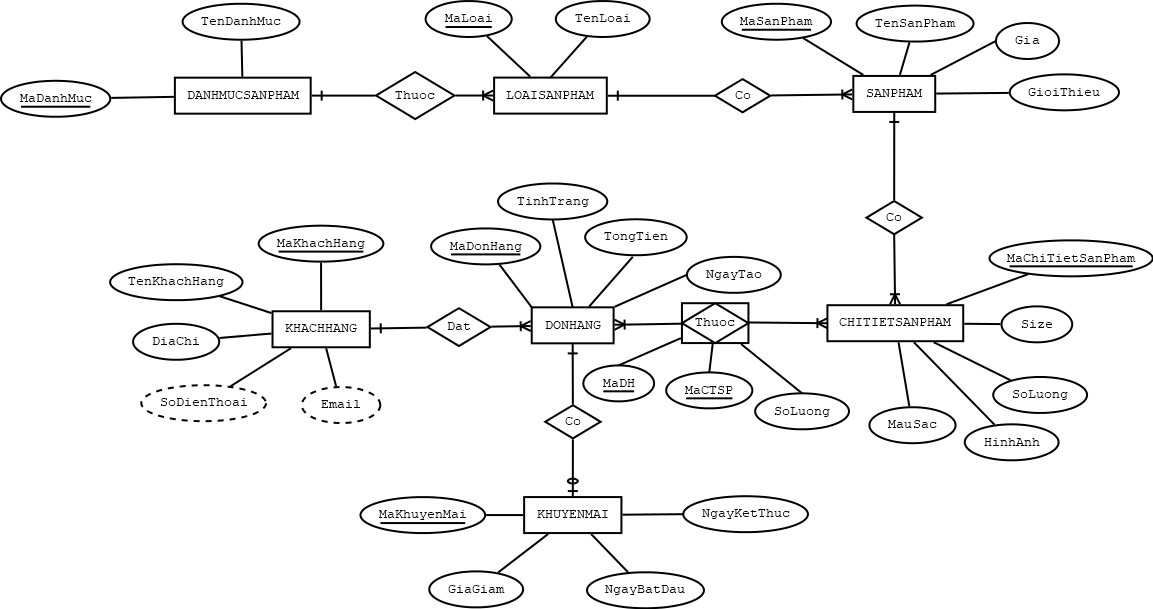 TenDanhMuc
MaLoai
TenLoai
MaSanPham
TenSanPham
Gia
MaDanhMuc
DANHMUCSANPHAM
Thuoc
LOAISANPHAM
Co
SANPHAM
GioiThieu
TinhTrang
Co
MaKhachHang
MaDonHang
TongTien
MaChiTietSanPham
TenKhachHang
NgayTao
KHACHHANG
Dat
DONHANG
Thuoc
CHITIETSANPHAM
Size
DiaChi
MaDH
MaCTSP
SoLuong
SoLuong
SoDienThoai
Email
Co
MauSac
HinhAnh
MaKhuyenMai
KHUYENMAI
NgayKetThuc
GiaGiam
NgayBatDau